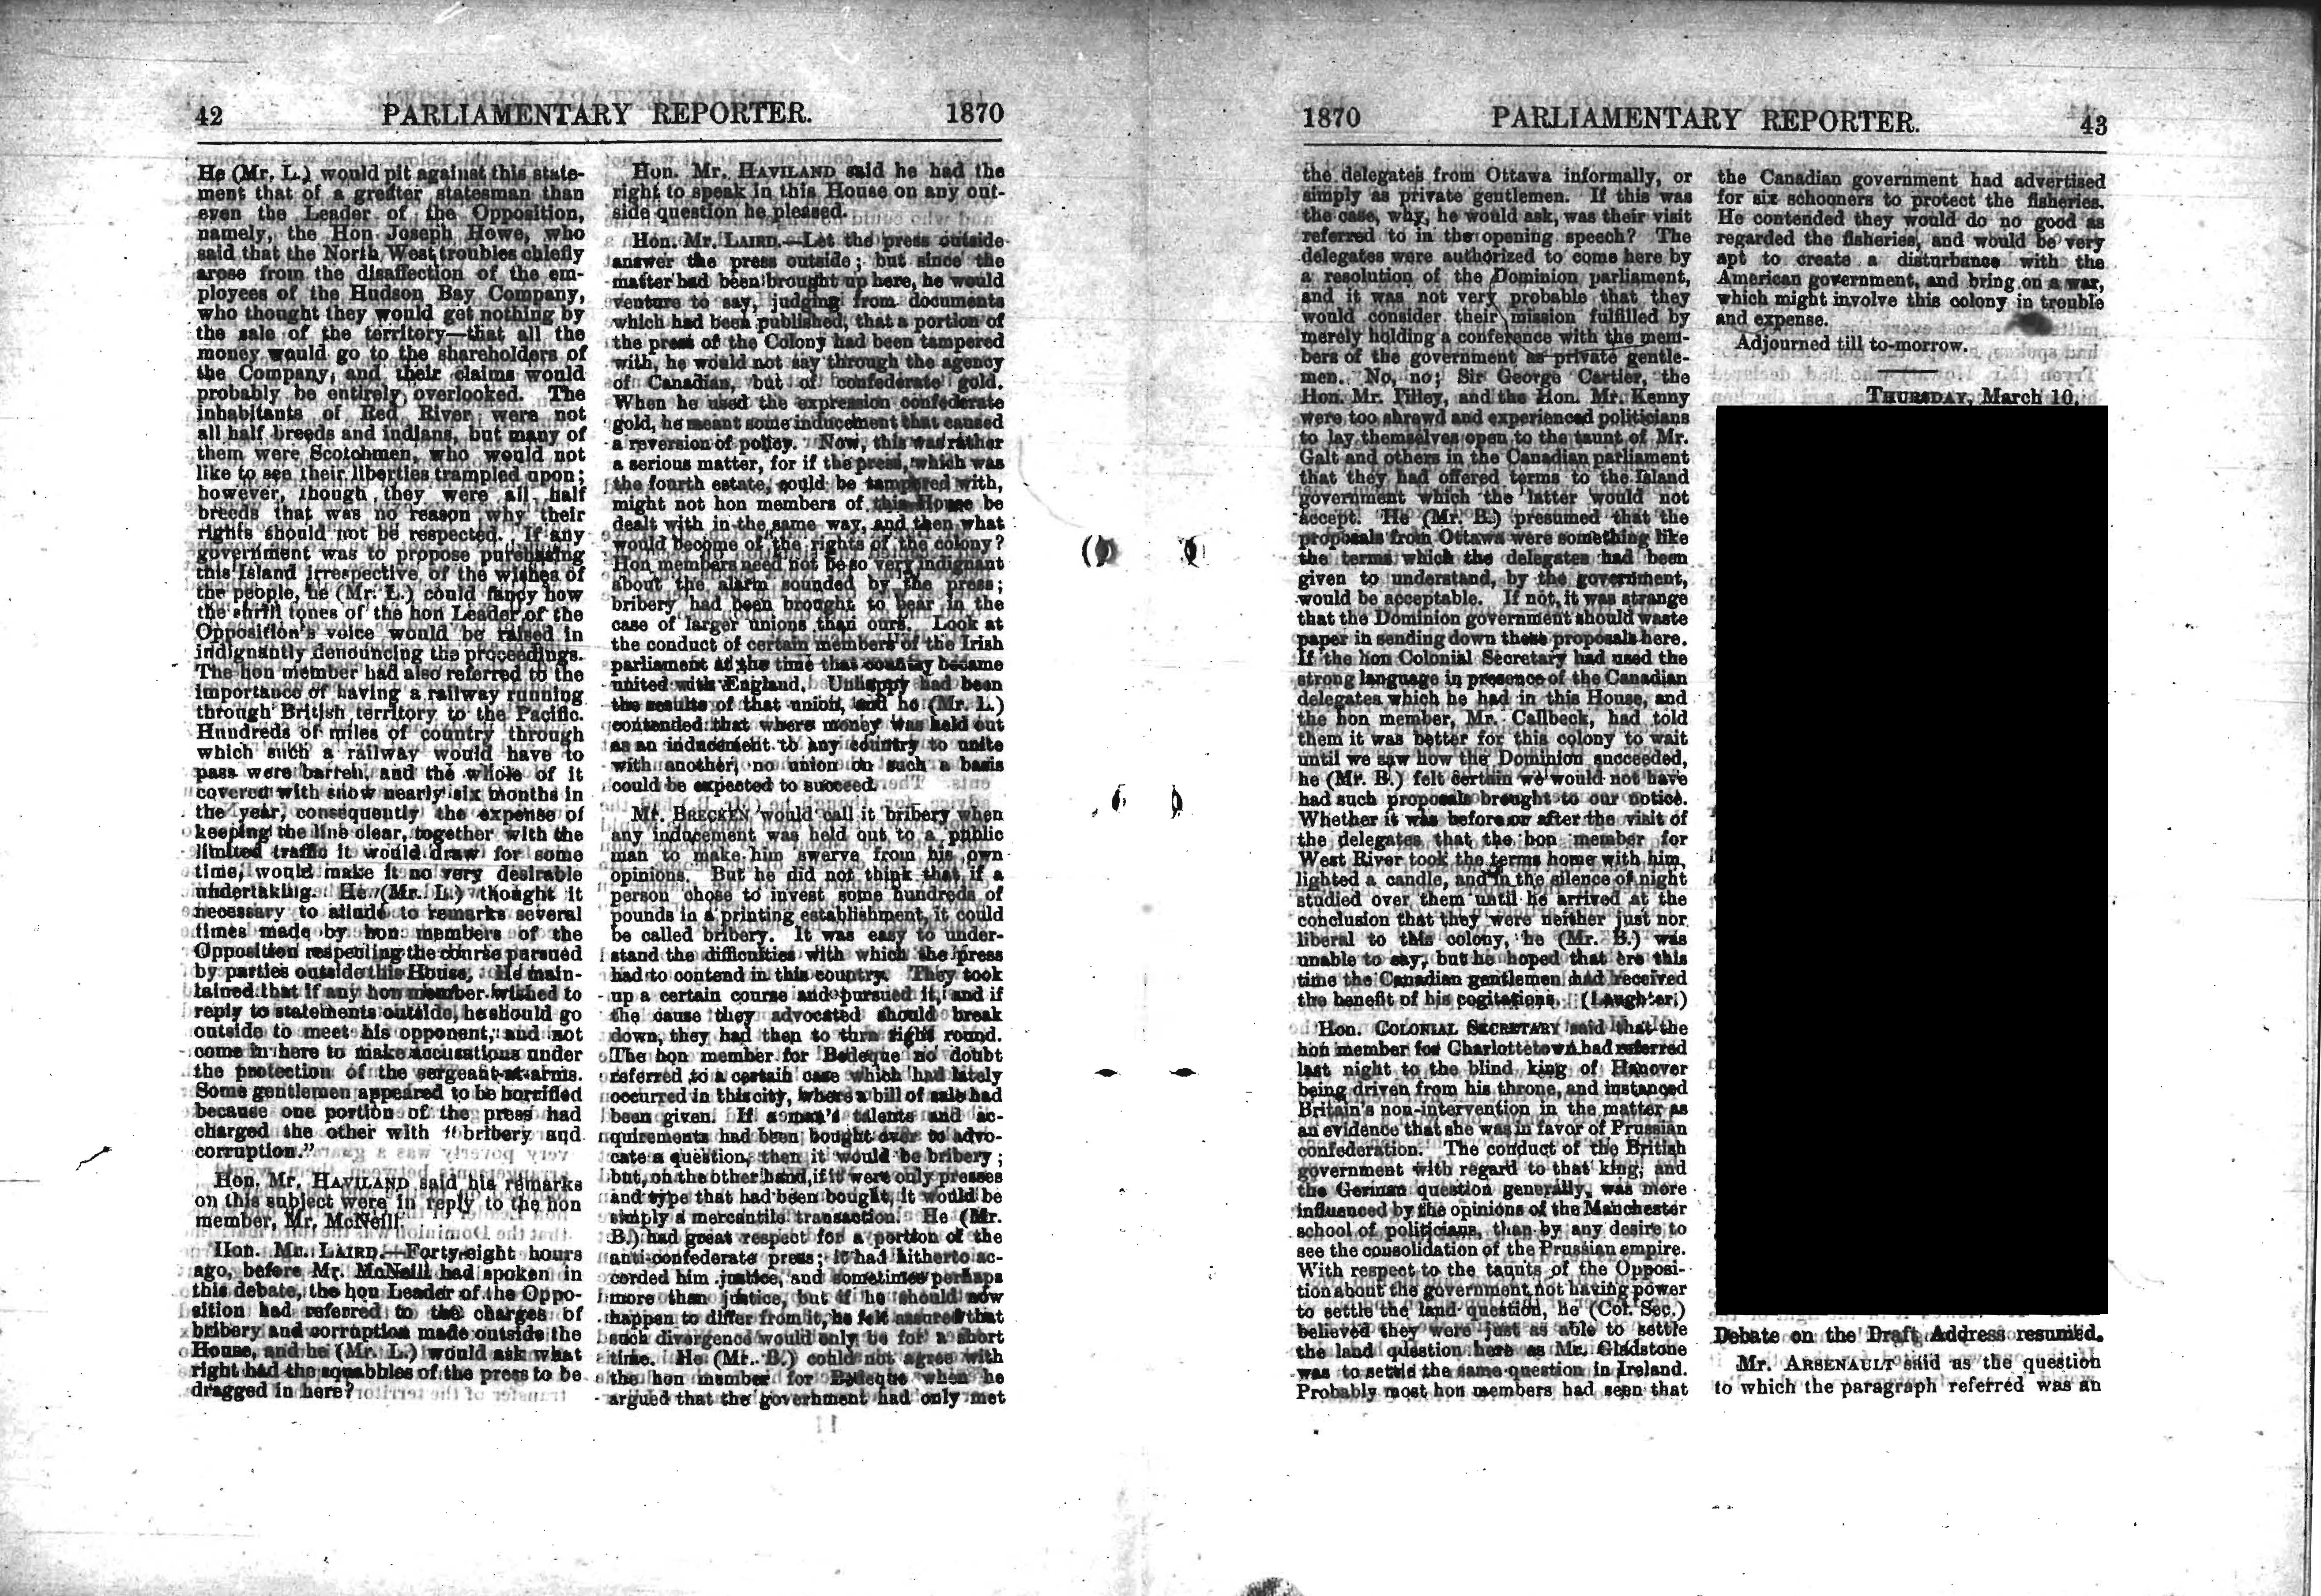 42 PARLIAMENTARY REPORTER. 1870
He (Mr. L.) would pit against this state-
ment that of a greater statesman than
even the Leader of the Opposition,
namely, the Hon Joseph Howe, who
said that the North West troubles chiefly
arose from the disaffection of the em-
ployees of the Hudson Bay Company,
who thought they would get nothing by
the sale of the territory—that all the
money would go to the shareholders of
the Company, and their claims would
probably be entirely overlooked. The
inhabitants of Red River were not
all half breeds and indians, but many of
them were Scotchmen, who would not
like to see their liberties trampled upon;
however, though they were all half
breeds that was no reason why their
rights should not be respected. If any
government was to propose purchasing
this Island irrespective of the wishes of
the people, he (Mr. L.) could fancy how
the shrill tones of the hon Leader of the
Opposition's voice would be raised in
indignantly denouncing the proceedings.
The hon member had also referred to the
importance of having a railway running
through British territory to the Pacific.
Hundreds of miles of country through
which such a railway would have to
pass were barren, and the whole of it
covered with snow nearly six months in
the year, consequently the expense of
keeping the line clear, together with the
limited traffic it would draw for some
time, would make it no very desirable
undertaking. He (Mr. L.) thought it
necessary to allude to remarks several
times made by hon members of the
Opposition respecting the course pursued
by parties outside this House. He main-
tained that if any hon member wished to
reply to statements outside, he should go
outside to meet his opponent, and not
come in here to make accusations under
the protection of the sergeant-at-arms.
Some gentlemen appeared to be horrified
because one portion of the press had
charged the other with "bribery and
corruption."
Hon. Mr. HAVILAND said his remarks
on this subject were in reply to the hon
member, Mr. McNeill.
Hon. Mr. LAIRD.—Forty-eight hours
ago, before Mr. McNeill had spoken in
this debate, the hon Leader of the Oppo-
sition had referred to the charges of
bribery and corruption made outside the
House, and he (Mr. L.) would ask what
right had the squabbles of the press to be
dragged in here?
Hon. Mr. HAVILAND said he had the
right to speak in this House on any out-
side question he pleased.
Hon. Mr. LAIRD.—Let the press outside
answer the press outside; but since the
matter had been brought up here, he would
venture to say, judging from documents
which had been published, that a portion of
the press of the Colony had been tampered
with, he would not say through the agency
of Canadian, but of confederate gold.
When he used the expression confederate
gold, he meant some inducement that caused
a reversion of policy. Now, this was rather
a serious matter, for if the press, which was
the fourth estate, could be tampered with,
might not hon members of this House be
dealt with in the same way, and then what
would become of the rights of the colony?
Hon members need not be so very indignant
about the alarm sounded by the press;
bribery had been brought to bear in the
case of larger unions than ours. Look at
the conduct of certain members of the Irish
parliament at the time that country became
united with England. Unhappy had been
the results of that union, and he (Mr. L.)
contended that where money was held out
as an inducement to any country to unite
with another, no union on such a basis
could be expected to succeed.
Mr. BRECKEN would call it bribery when
any inducement was held out to a public
man to make him swerve from his own
opinions. But he did not think that if a
person chose to invest some hundreds of
pounds in a printing establishment, it could
be called bribery. It was easy to under-
stand the difficulties with which the press
had to contend in this country. They took
up a certain course and pursued it, and if
the cause they advocated should break
down, they had then to turn right round.
The hon member for Bedeque no doubt
referred to a certain case which had lately
occurred in this city, where a bill of sale had
been given. If a man's talents and ac-
quirements had been bought over to advo-
cate a question, then it would be bribery;
but, on the other hand, if it were only presses
and type that had been bought, it would be
simply a mercantile transaction. He (Mr.
B.) had great respect for a portion of the
anti-confederate press; it had hitherto ac-
corded him justice, and sometimes perhaps
more than justice, but if he should now
happen to differ from it, he felt assured that
such divergence would only be for a short
time. He (Mr. B.) could not agree with
the hon member for Bedeque when he
argued that the government had only met
1870 PARLIAMENTARY REPORTER. 43
the delegates from Ottawa informally, or
simply as private gentlemen. If this was
the case, why, he would ask, was their visit
referred to in the opening speech? The
delegates were authorized to come here by
a resolution of the Dominion parliament,
and it was not very probable that they
would consider their mission fulfilled by
merely holding a conference with the mem-
bers of the government as private gentle-
men. No, no; Sir George Cartier, the
Hon. Mr. Tilley, and the Hon. Mr. Kenny
were too shrewd and experienced politicians
to lay themselves open to the taunt of Mr.
Galt and others in the Canadian parliament
that they had offered terms to the Island
government which the latter would not
accept. He (Mr. B.) presumed that the
proposals from Ottawa were something like
the terms which the delegates had been
given to understand, by the government,
would be acceptable. If not, it was strange
that the Dominion government should waste
paper in sending down these proposals here.
If the hon Colonial Secretary had used the
strong language in presence of the Canadian
delegates which he had in this House, and
the hon member, Mr. Callbeck, had told
them it was better for this colony to wait
until we saw how the Dominion succeeded,
he (Mr. B.) felt certain we would not have
had such proposals brought to our notice.
Whether it was before or after the visit of
the delegates that the hon member for
West River took the terms home with him,
lighted a candle, and in the silence of night
studied over them until he arrived at the
conclusion that they were neither just nor
liberal to this colony, he (Mr. B.) was
unable to say, but he hoped that ere this
time the Canadian gentlemen had received
the benefit of his cogitations. (Laughter.)
Hon. COLONIAL SECRETARY said that the
hon member for Charlottetown had referred
last night to the blind king of Hanover
being driven from his throne, and instanced
Britain's non-intervention in the matter as
an evidence that she was in favor of Prussian
confederation. The conduct of the British
government with regard to that king, and
the German question generally, was more
influenced by the opinions of the Manchester
school of politicians, than by any desire to
see the consolidation of the Prussian empire.
With respect to the taunts of the Opposi-
tion about the government not having power
to settle the land question, he (Col. Sec.)
believed they were just as able to settle
the land question here as Mr. Gladstone
was to settle the same question in Ireland.
Probably most hon members had seen that
the Canadian government had advertised
for six schooners to protect the fisheries.
He contended they would do no good as
regarded the fisheries, and would be very
apt to create a disturbance with the
American government, and bring on a war,
which might involve this colony in trouble
and expense.
Adjourned till to-morrow.
THURSDAY, March 10.
Debate on the Draft Address resumed.
Mr. ARSENAULT said as the question
to which the paragraph referred was an